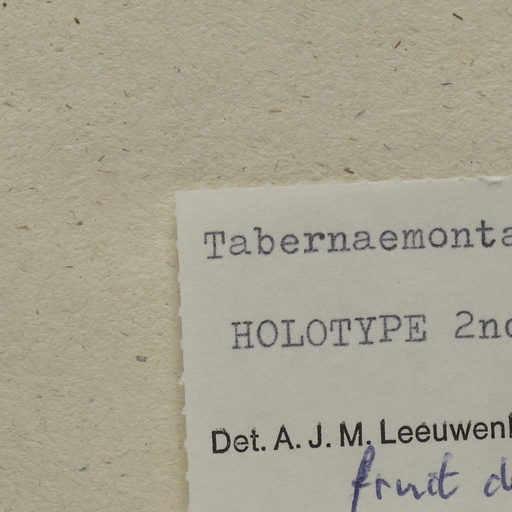 Tabernaemonta
HOLOTYPE 2nd
Det. A. J. M. Leeuwen
fruit d